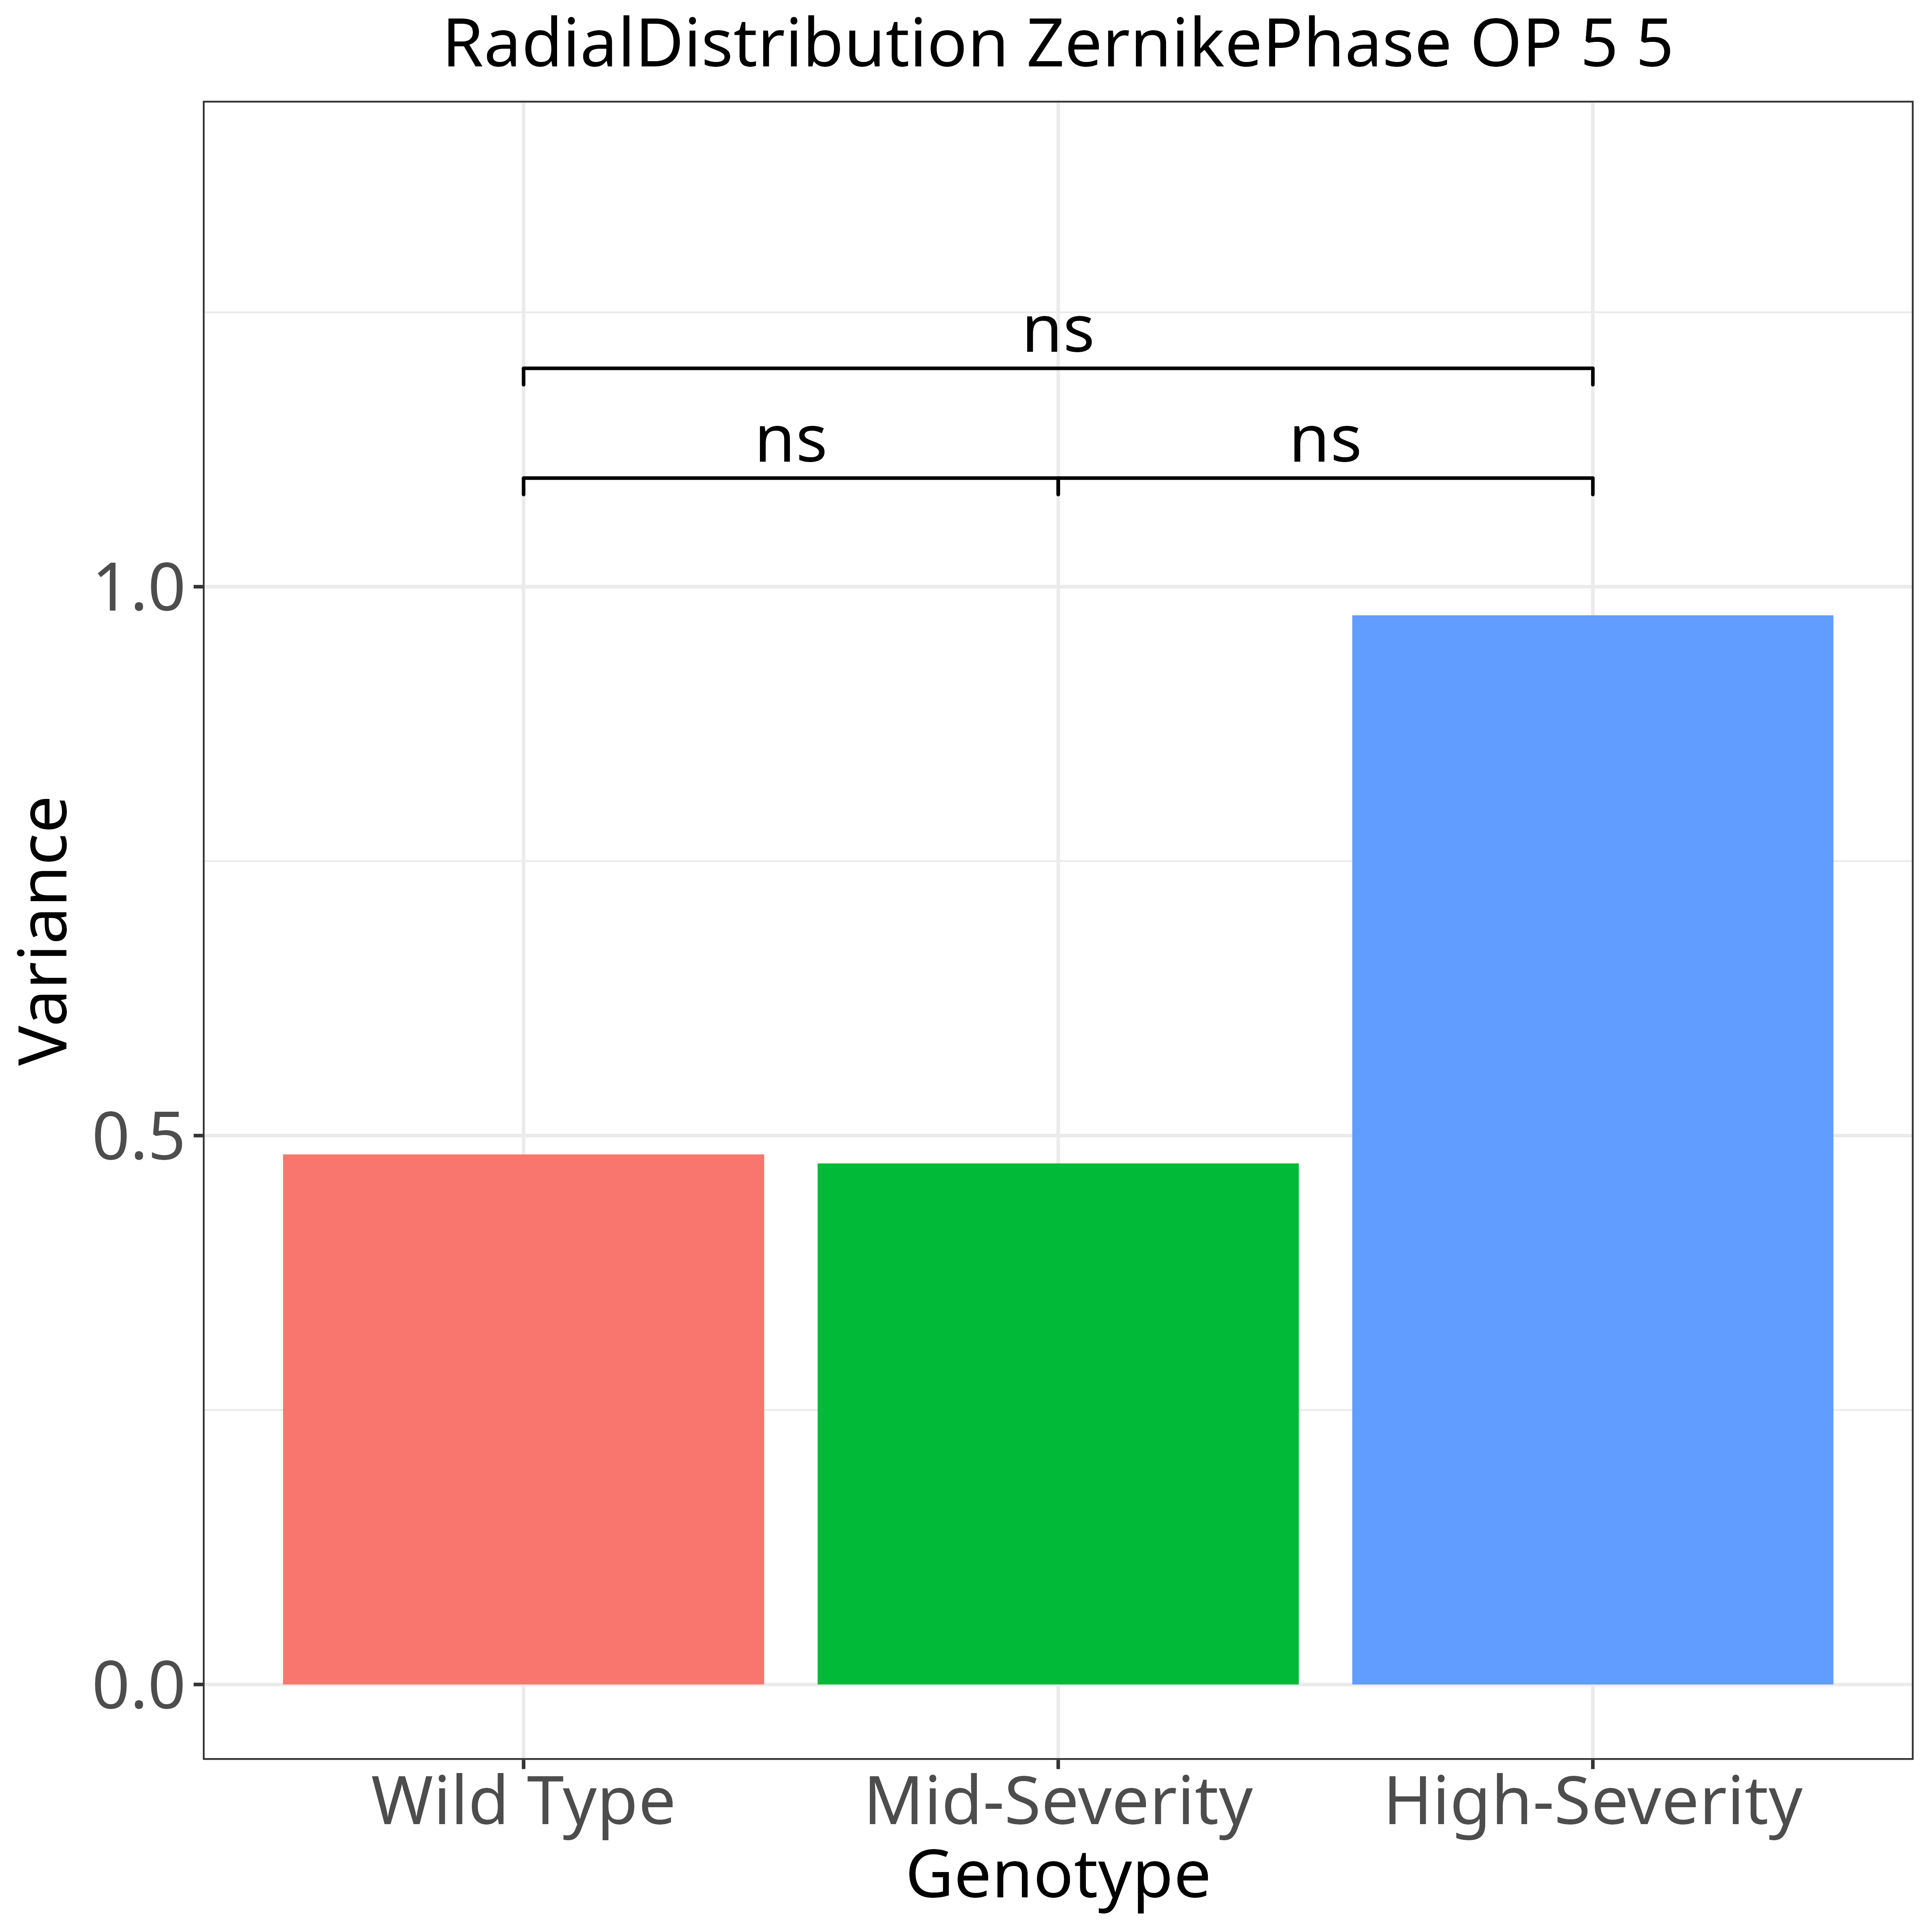 RadialDistribution ZernikePhase OP 5 5
ns
ns ns
1.0
0.5
0.0
Variance
Wild Type Mid-Severity High-Severity
Genotype